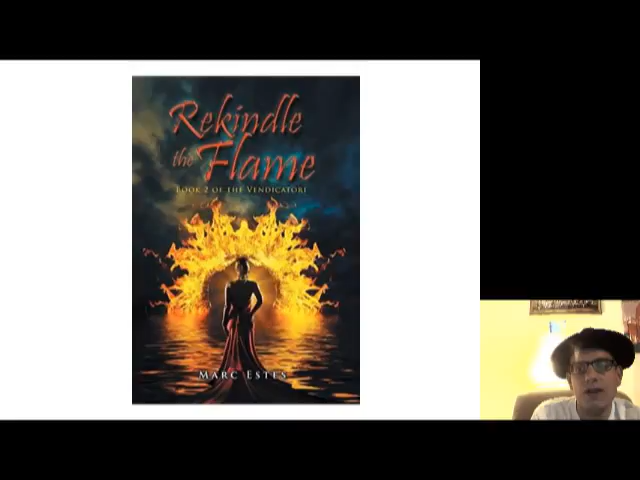 Rekindle
the Flame
Book 2 of the Vendicatori
Marc Estes